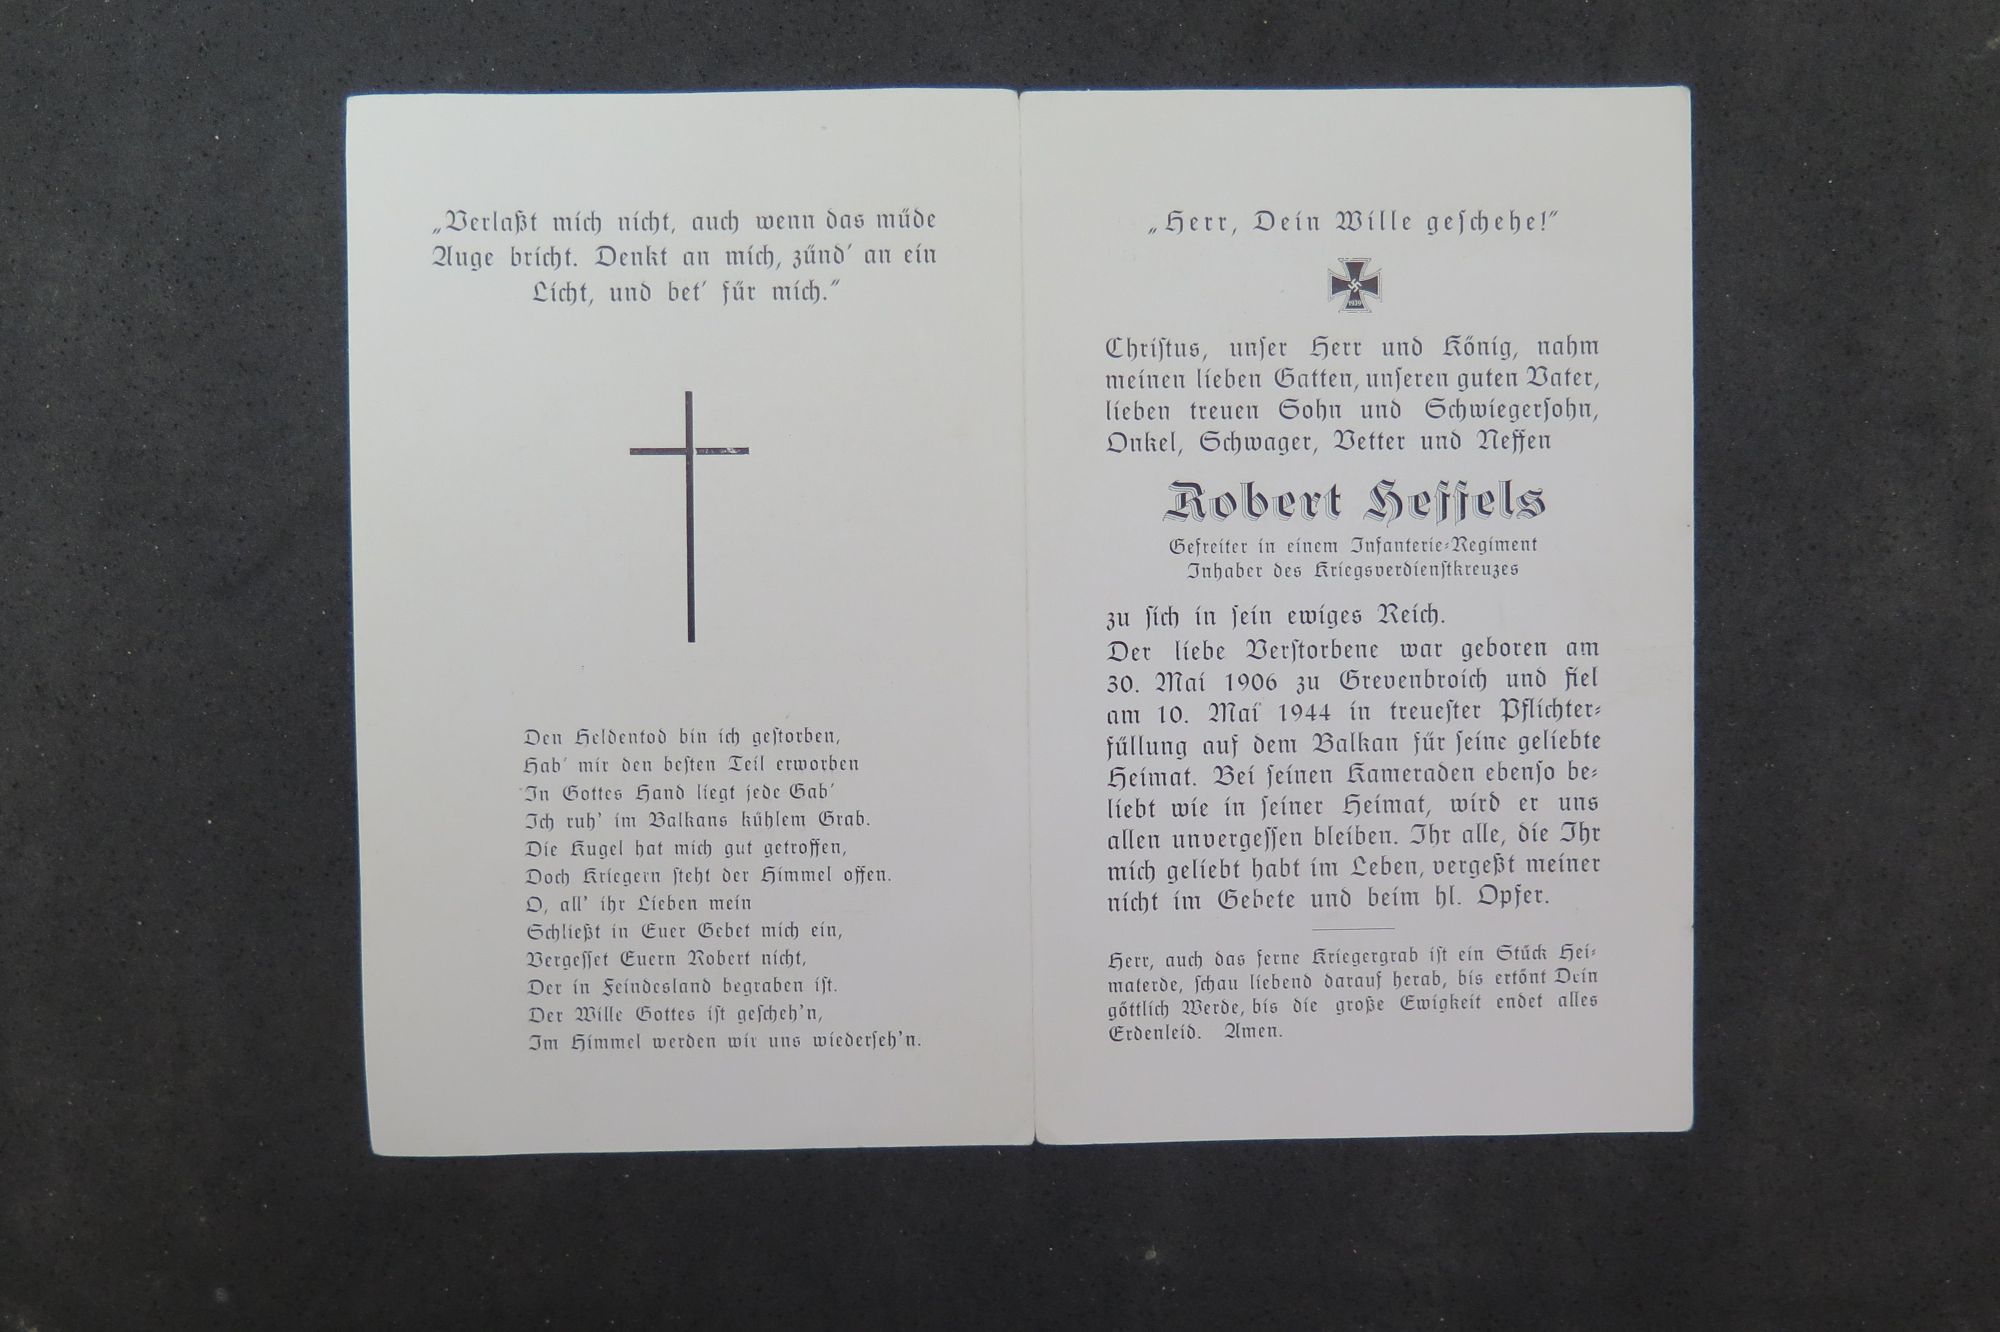 „Verlaßt mich nicht, auch wenn das müde
Auge bricht. Denkt an mich, zünd' an ein
Licht, und bet' für mich.“
Den Heldentod bin ich gestorben,
Hab' mir den besten Teil erworben
In Gottes Hand liegt jede Gab'
Ich ruh' im Balkans kühlem Grab.
Die Kugel hat mich gut getroffen,
Doch Kriegern steht der Himmel offen.
O, all' ihr Lieben mein
Schließt in Euer Gebet mich ein,
Vergesset Euern Robert nicht,
Der in Feindesland begraben ist.
Der Wille Gottes ist gescheh'n,
Im Himmel werden wir uns wiederseh'n.
„Herr, Dein Wille geschehe!“
1939
Christus, unser Herr und König, nahm
meinen lieben Gatten, unseren guten Vater,
lieben treuen Sohn und Schwiegersohn,
Onkel, Schwager, Vetter und Neffen
Robert Hessels
Gefreiter in einem Infanterie-Regiment
Inhaber des Kriegsverdienstkreuzes
zu sich in sein ewiges Reich.
Der liebe Verstorbene war geboren am
30. Mai 1906 zu Grevenbroich und fiel
am 10. Mai 1944 in treuester Pflichter-
füllung auf dem Balkan für seine geliebte
Heimat. Bei seinen Kameraden ebenso be-
liebt wie in seiner Heimat, wird er uns
allen unvergessen bleiben. Ihr alle, die Ihr
mich geliebt habt im Leben, vergeßt meiner
nicht im Gebete und beim hl. Opfer.
Herr, auch das ferne Kriegergrab ist ein Stück Hei-
materde, schau liebend darauf herab, bis ertönt Dein
göttlich Werde, bis die große Ewigkeit endet alles
Erdenleid. Amen.